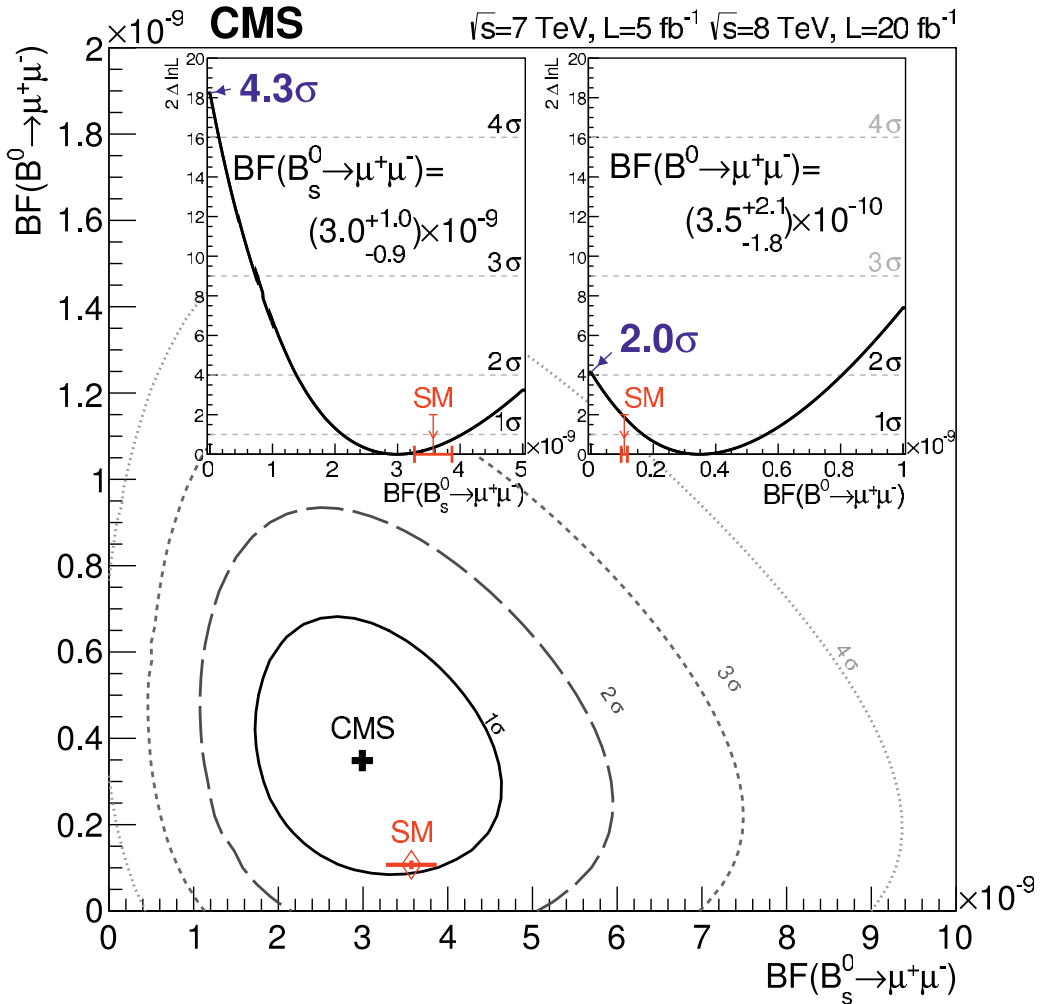 CMS
√s=7 TeV, L=5 fb⁻¹ √s=8 TeV, L=20 fb⁻¹
×10⁻⁹
BF(B⁰→μ⁺μ⁻)
2
1.8
1.6
1.4
1.2
1
0.8
0.6
0.4
0.2
0
2 Δ lnL
20
18
16
14
12
10
8
6
4
2
0
4.3σ
4σ
BF(B⁰ₛ→μ⁺μ⁻)=
(3.0 +1.0 -0.9)×10⁻⁹
3σ
2σ
SM
1σ
0 1 2 3 4 5
×10⁻⁹
BF(B⁰ₛ→μ⁺μ⁻)
2 Δ lnL
20
18
16
14
12
10
8
6
4
2
0
4σ
BF(B⁰→μ⁺μ⁻)=
(3.5 +2.1 -1.8)×10⁻¹⁰
3σ
2.0σ
2σ
SM
1σ
0 0.2 0.4 0.6 0.8 1
×10⁻⁹
BF(B⁰→μ⁺μ⁻)
4σ
3σ
2σ
1σ
CMS
SM
0 1 2 3 4 5 6 7 8 9 10
×10⁻⁹
BF(B⁰ₛ→μ⁺μ⁻)